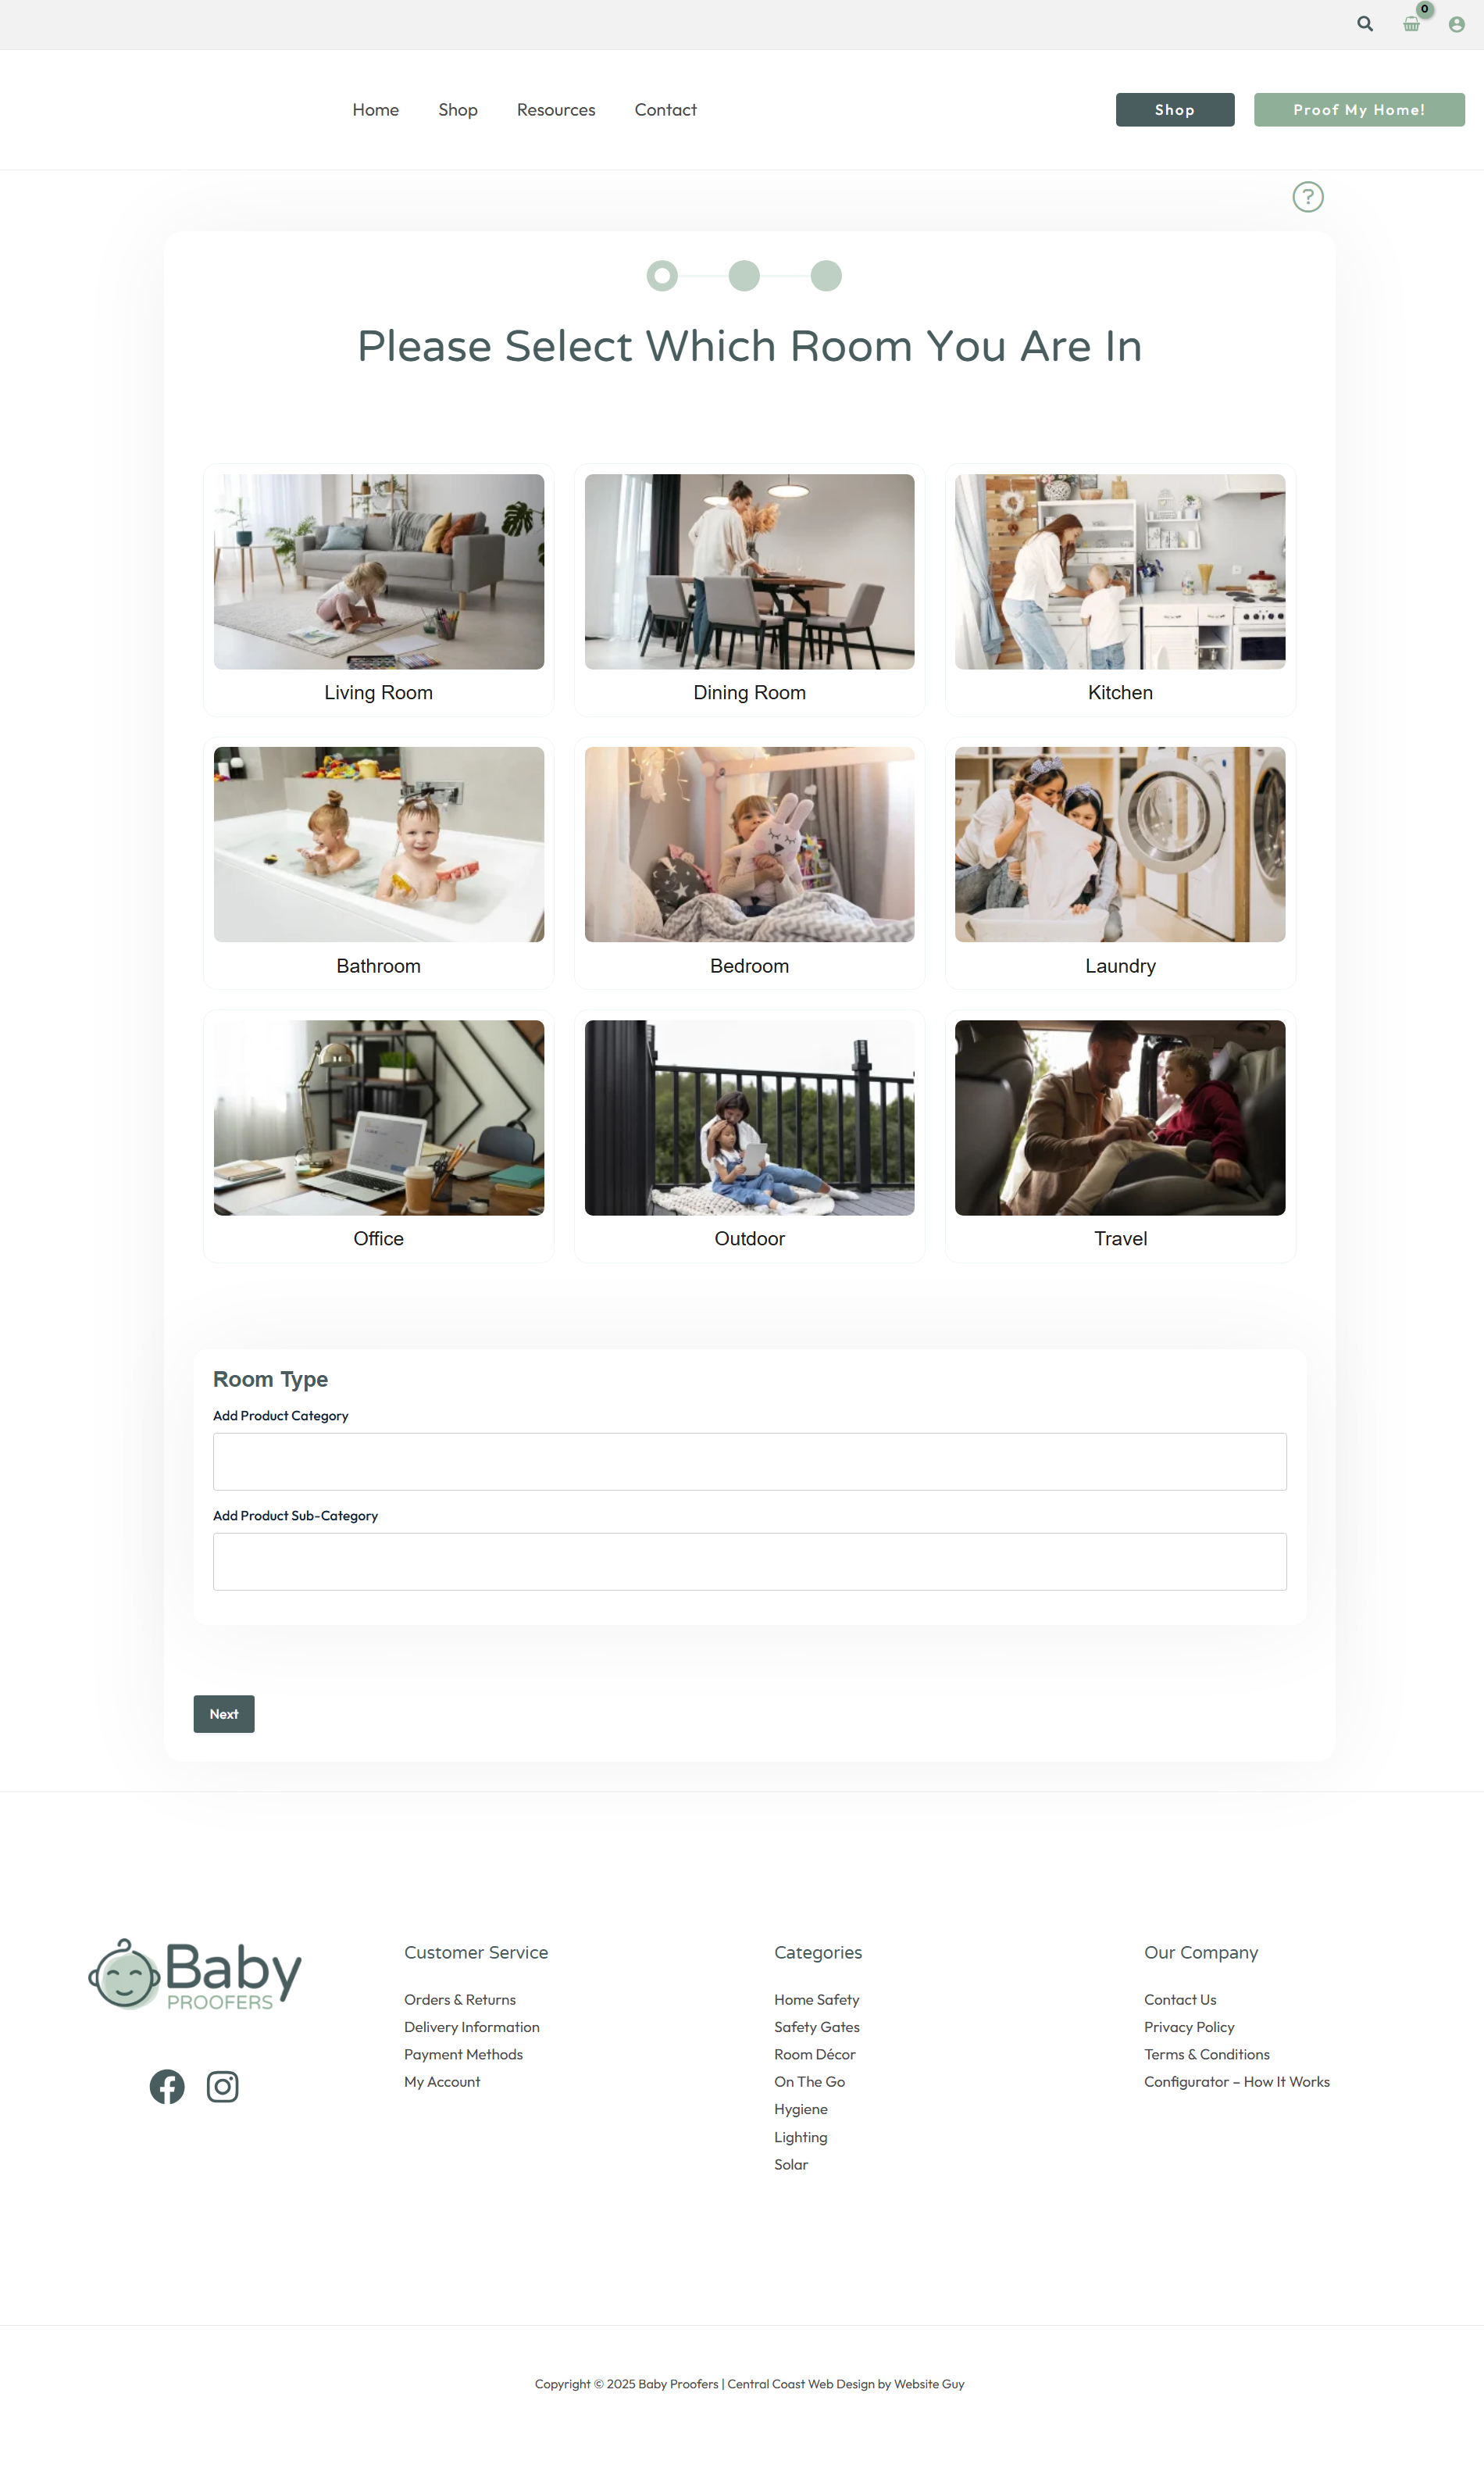 0
Home Shop Resources Contact
Shop Proof My Home!
?
Please Select Which Room You Are In
Living Room Dining Room Kitchen
Bathroom Bedroom Laundry
Office Outdoor Travel
Room Type
Add Product Category
Add Product Sub-Category
Next
Baby
PROOFERS
Customer Service
Orders & Returns
Delivery Information
Payment Methods
My Account
Categories
Home Safety
Safety Gates
Room Décor
On The Go
Hygiene
Lighting
Solar
Our Company
Contact Us
Privacy Policy
Terms & Conditions
Configurator – How It Works
Copyright © 2025 Baby Proofers | Central Coast Web Design by Website Guy